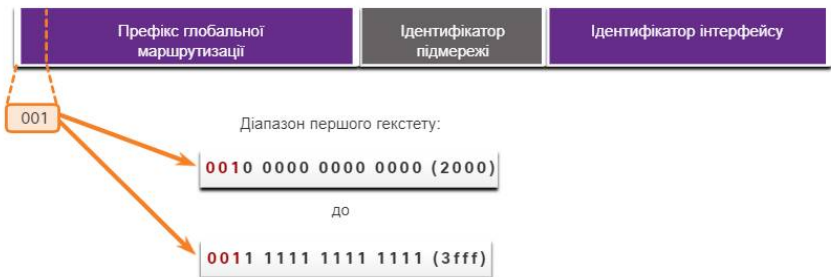 Префікс глобальної
маршрутизації
Ідентифікатор
підмережі
Ідентифікатор інтерфейсу
001
Діапазон першого гекстету:
0010 0000 0000 0000 (2000)
до
0011 1111 1111 1111 (3fff)